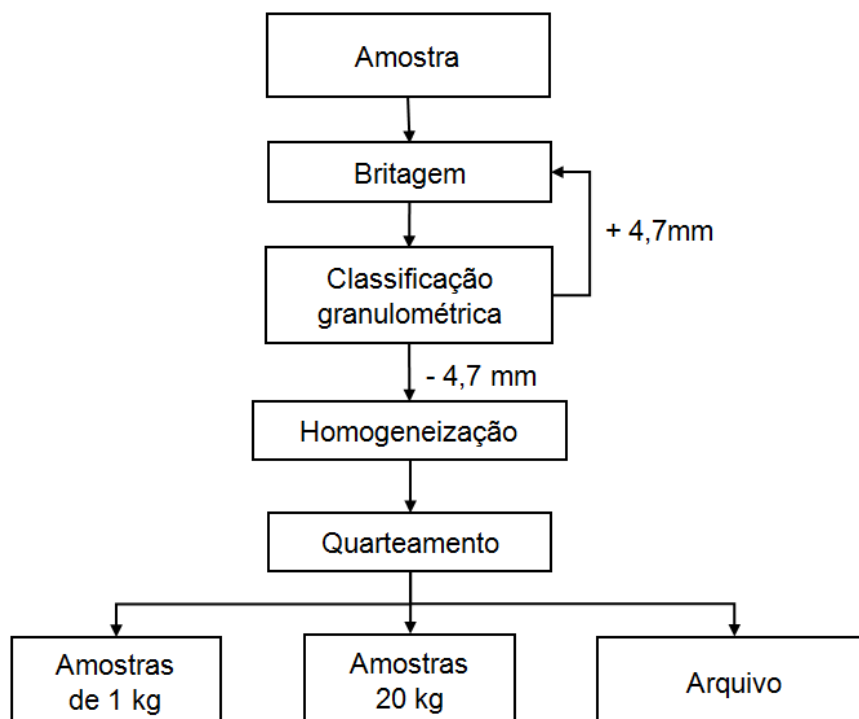 Amostra
Britagem
+ 4,7mm
Classificação
granulométrica
- 4,7 mm
Homogeneização
Quarteamento
Amostras
de 1 kg
Amostras
20 kg
Arquivo